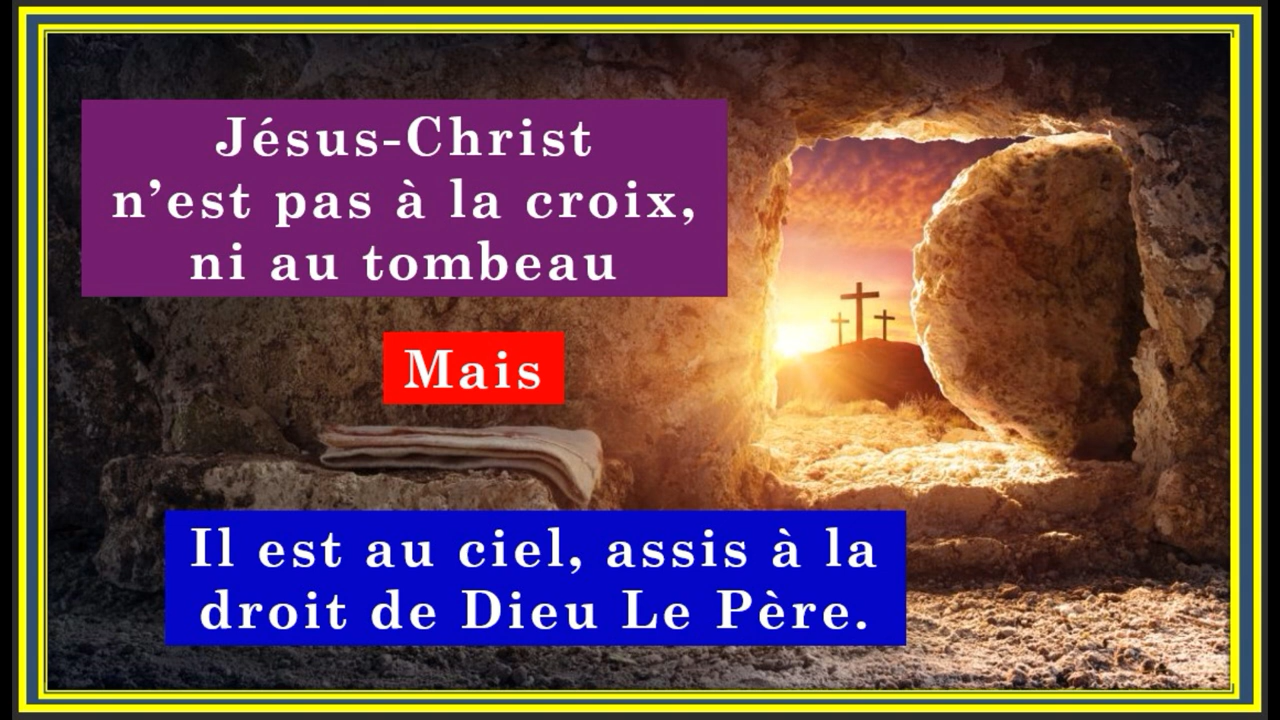 Jésus-Christ
n’est pas à la croix,
ni au tombeau
Mais
Il est au ciel, assis à la
droit de Dieu Le Père.